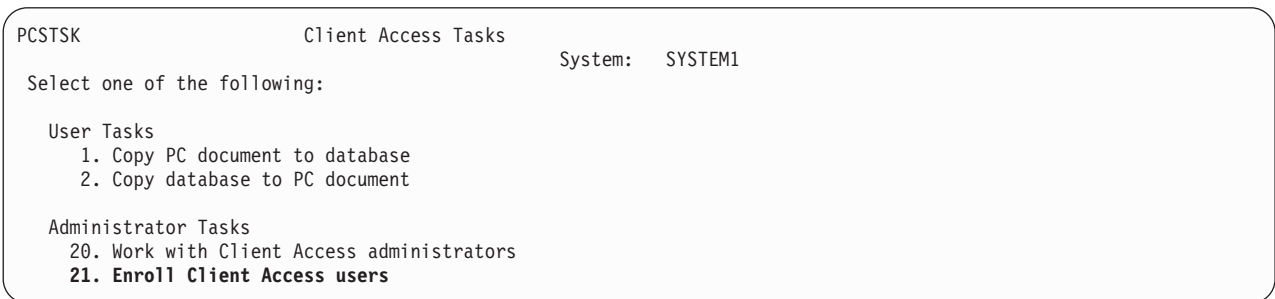 PCSTSK Client Access Tasks
System: SYSTEM1
Select one of the following:
User Tasks
1. Copy PC document to database
2. Copy database to PC document
Administrator Tasks
20. Work with Client Access administrators
21. Enroll Client Access users